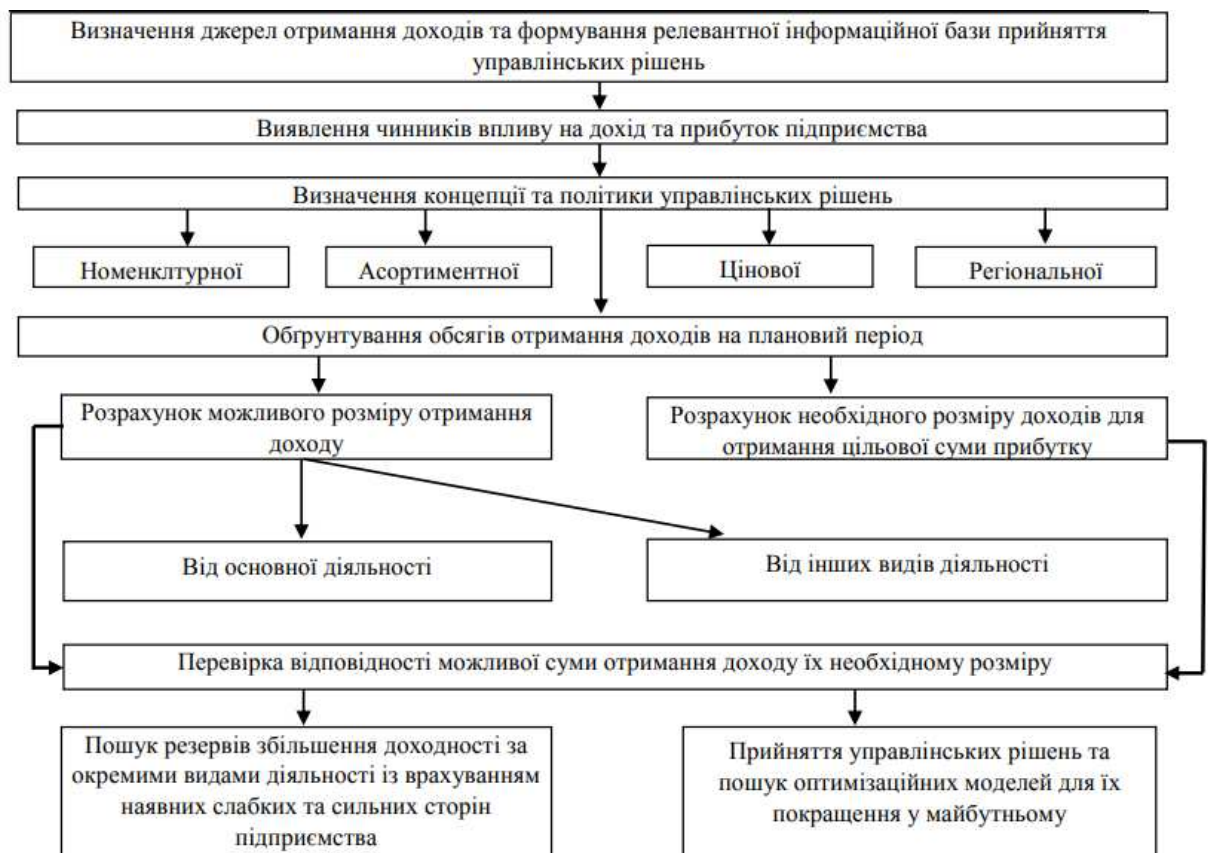 Визначення джерел отримання доходів та формування релевантної інформаційної бази прийняття
управлінських рішень
Виявлення чинників впливу на дохід та прибуток підприємства
Визначення концепції та політики управлінських рішень
Номенклтурної
Асортиментної
Цінової
Регіональної
Обґрунтування обсягів отримання доходів на плановий період
Розрахунок можливого розміру отримання
доходу
Розрахунок необхідного розміру доходів для
отримання цільової суми прибутку
Від основної діяльності
Від інших видів діяльності
Перевірка відповідності можливої суми отримання доходу їх необхідному розміру
Пошук резервів збільшення доходності за
окремими видами діяльності із врахуванням
наявних слабких та сильних сторін
підприємства
Прийняття управлінських рішень та
пошук оптимізаційних моделей для їх
покращення у майбутньому